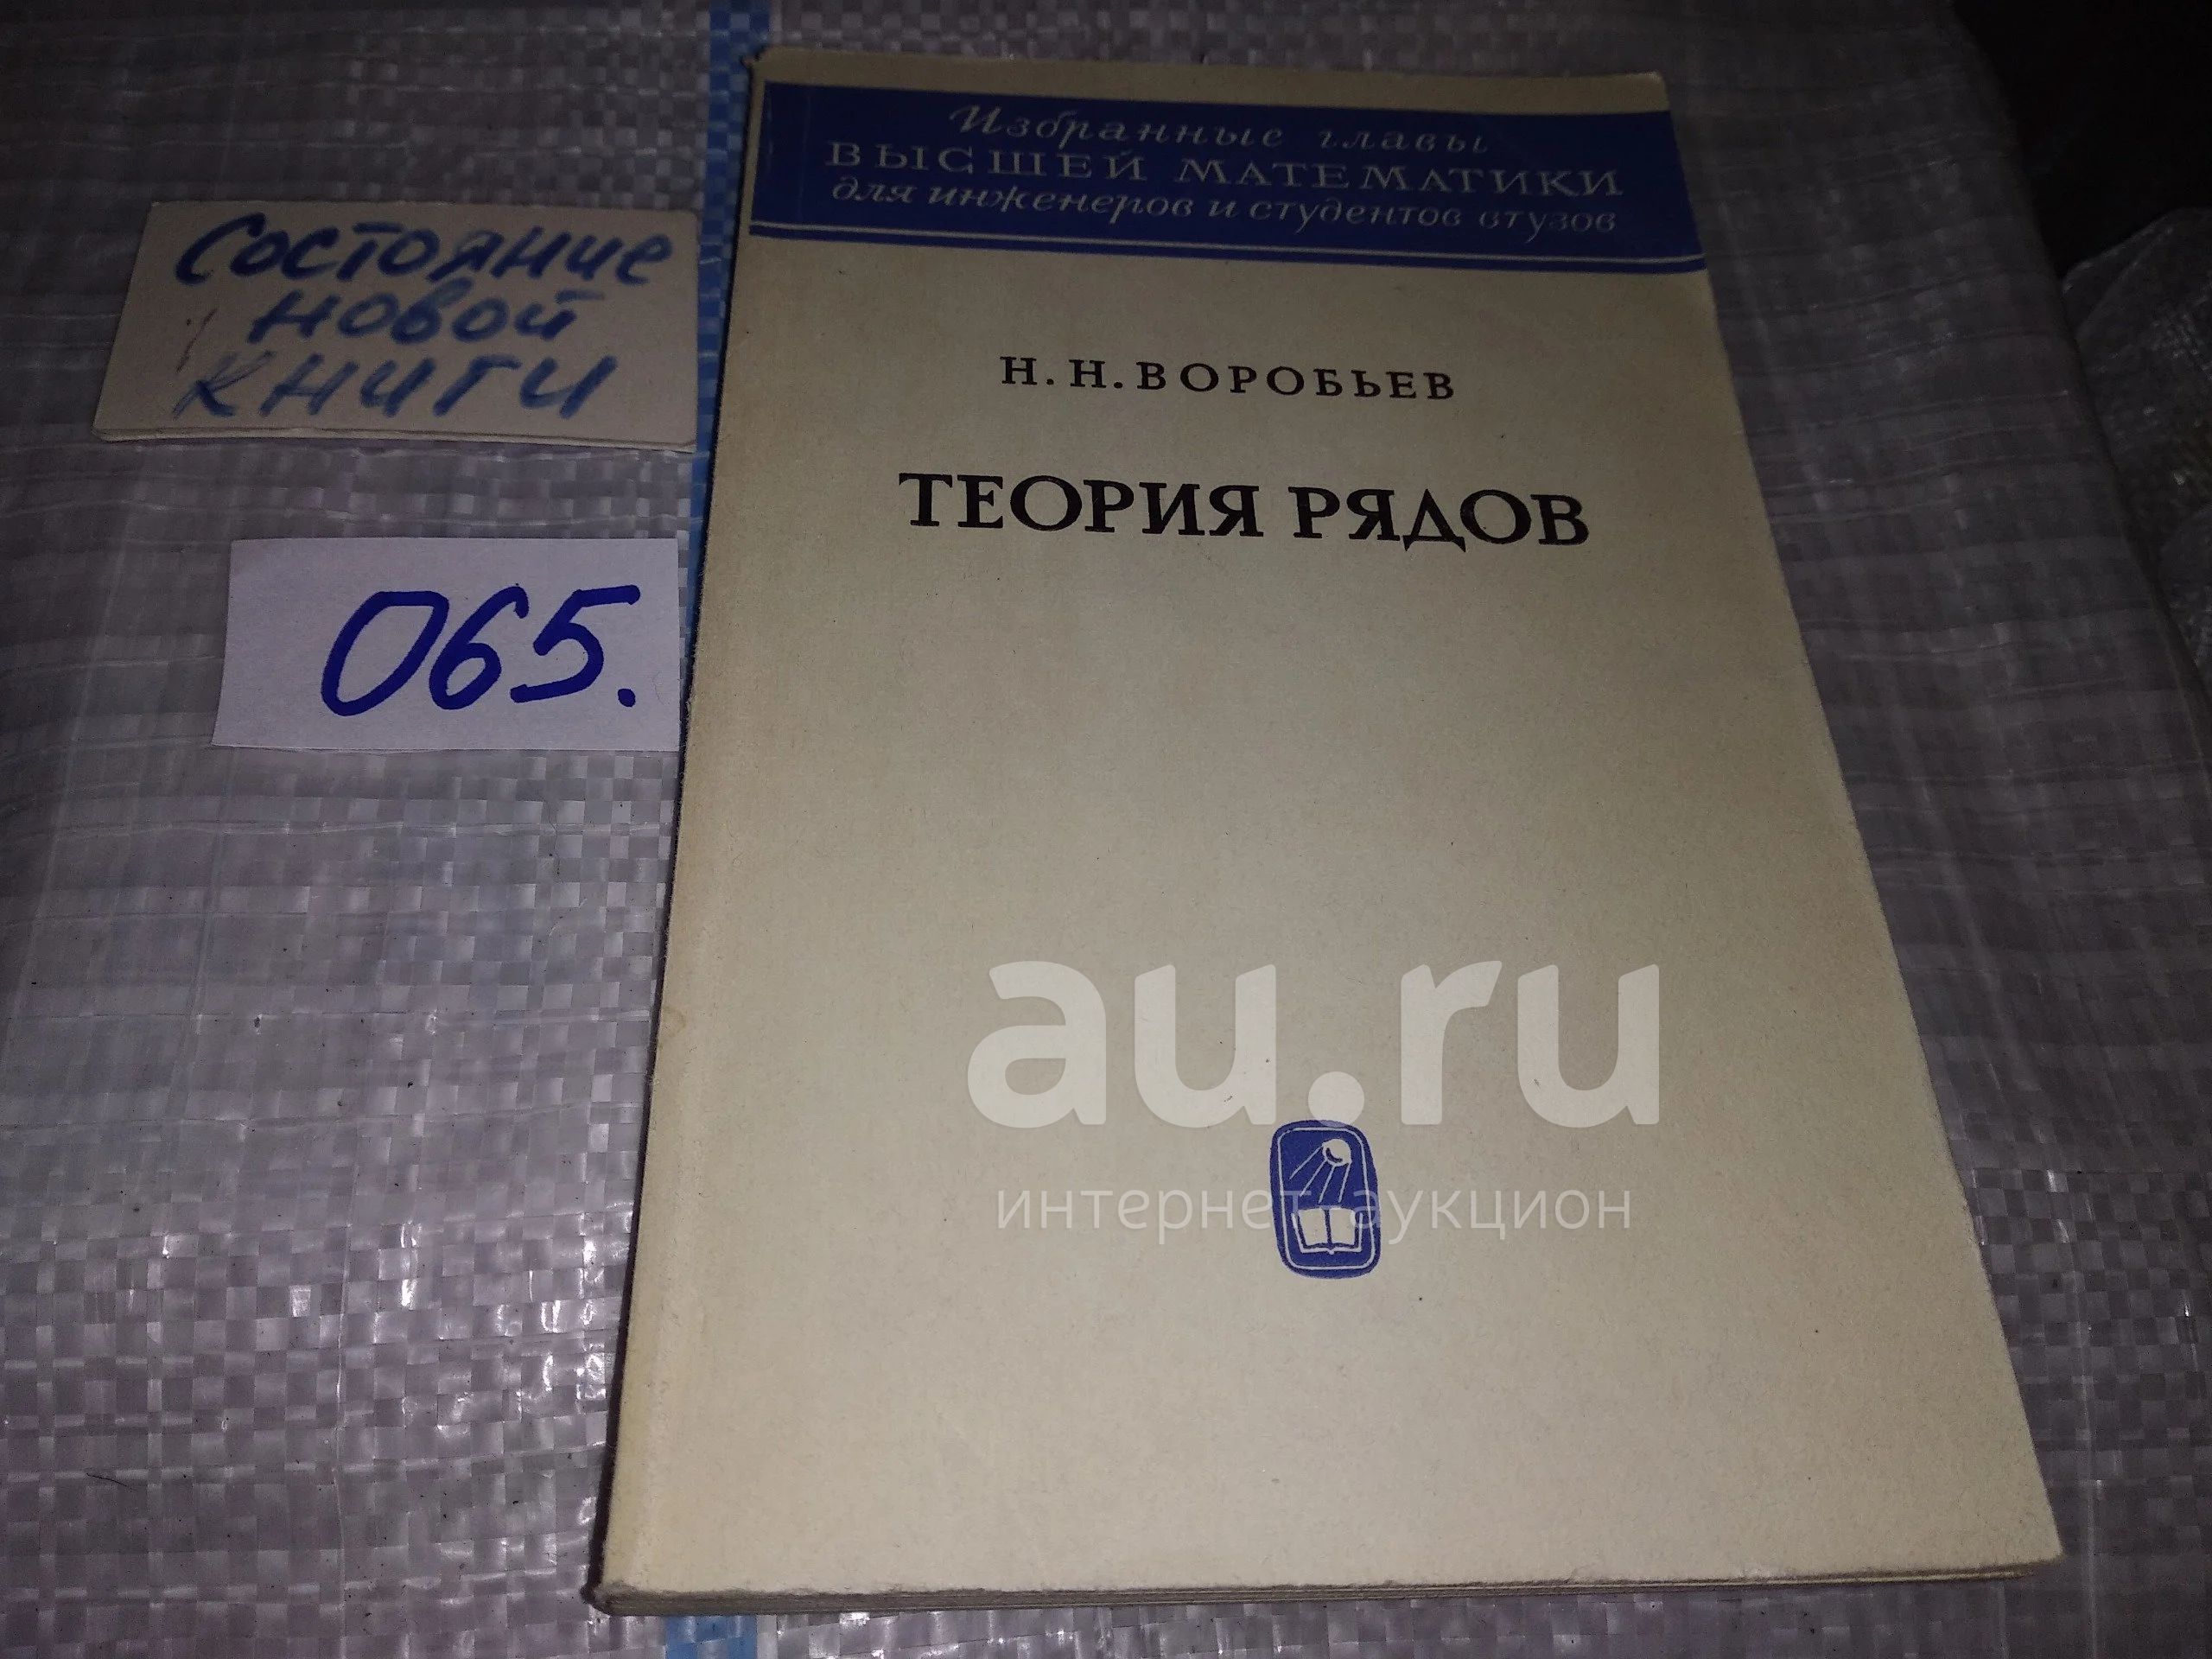 Избранные главы
ВЫСШЕЙ МАТЕМАТИКИ
для инженеров и студентов втузов
Состояние
новой
книги
Н. Н. ВОРОБЬЕВ
ТЕОРИЯ РЯДОВ
065.
au.ru
интернет аукцион